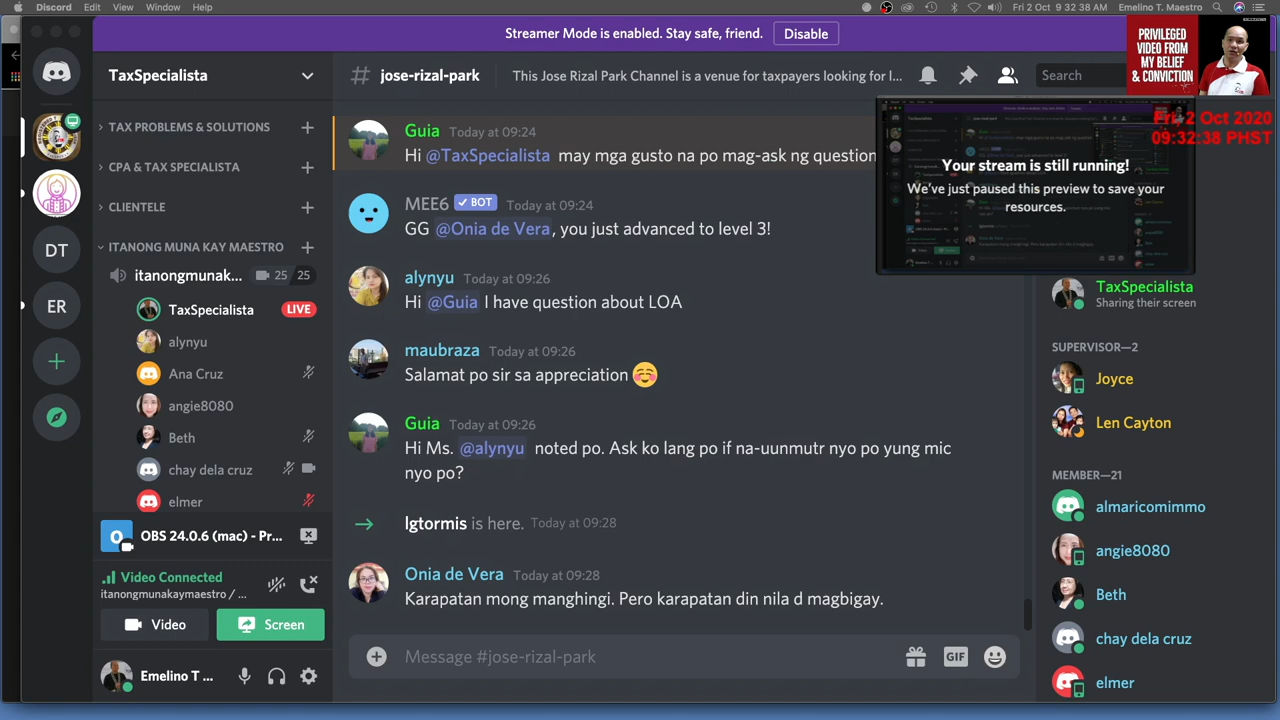 Discord Edit View Window Help
Fri 2 Oct 9 32 38 AM Emelino T. Maestro
Streamer Mode is enabled. Stay safe, friend. Disable
PRIVILEGED
VIDEO FROM
MY BELIEF
& CONVICTION
TaxSpecialista
# jose-rizal-park
This Jose Rizal Park Channel is a venue for taxpayers looking for l...
Search
Fri 2 Oct 2020
09:32:38 PHST
Your stream is still running!
We've just paused this preview to save your
resources.
TAX PROBLEMS & SOLUTIONS
CPA & TAX SPECIALISTA
CLIENTELE
ITANONG MUNA KAY MAESTRO
itanongmunak... 25 25
TaxSpecialista LIVE
alynyu
Ana Cruz
angie8080
Beth
chay dela cruz
elmer
DT
ER
OBS 24.0.6 (mac) - Pr...
Video Connected
itanongmunakaymaestro / ...
Video
Screen
Emelino T ...
Guia Today at 09:24
Hi @TaxSpecialista may mga gusto na po mag-ask ng question
MEE6 BOT Today at 09:24
GG @Onia de Vera, you just advanced to level 3!
alynyu Today at 09:26
Hi @Guia I have question about LOA
maubraza Today at 09:26
Salamat po sir sa appreciation
Guia Today at 09:26
Hi Ms. @alynyu noted po. Ask ko lang po if na-uunmutr nyo po yung mic
nyo po?
lgtormis is here. Today at 09:28
Onia de Vera Today at 09:28
Karapatan mong manghingi. Pero karapatan din nila d magbigay.
Message #jose-rizal-park
GIF
TaxSpecialista
Sharing their screen
SUPERVISOR—2
Joyce
Len Cayton
MEMBER—21
almaricomimmo
angie8080
Beth
chay dela cruz
elmer